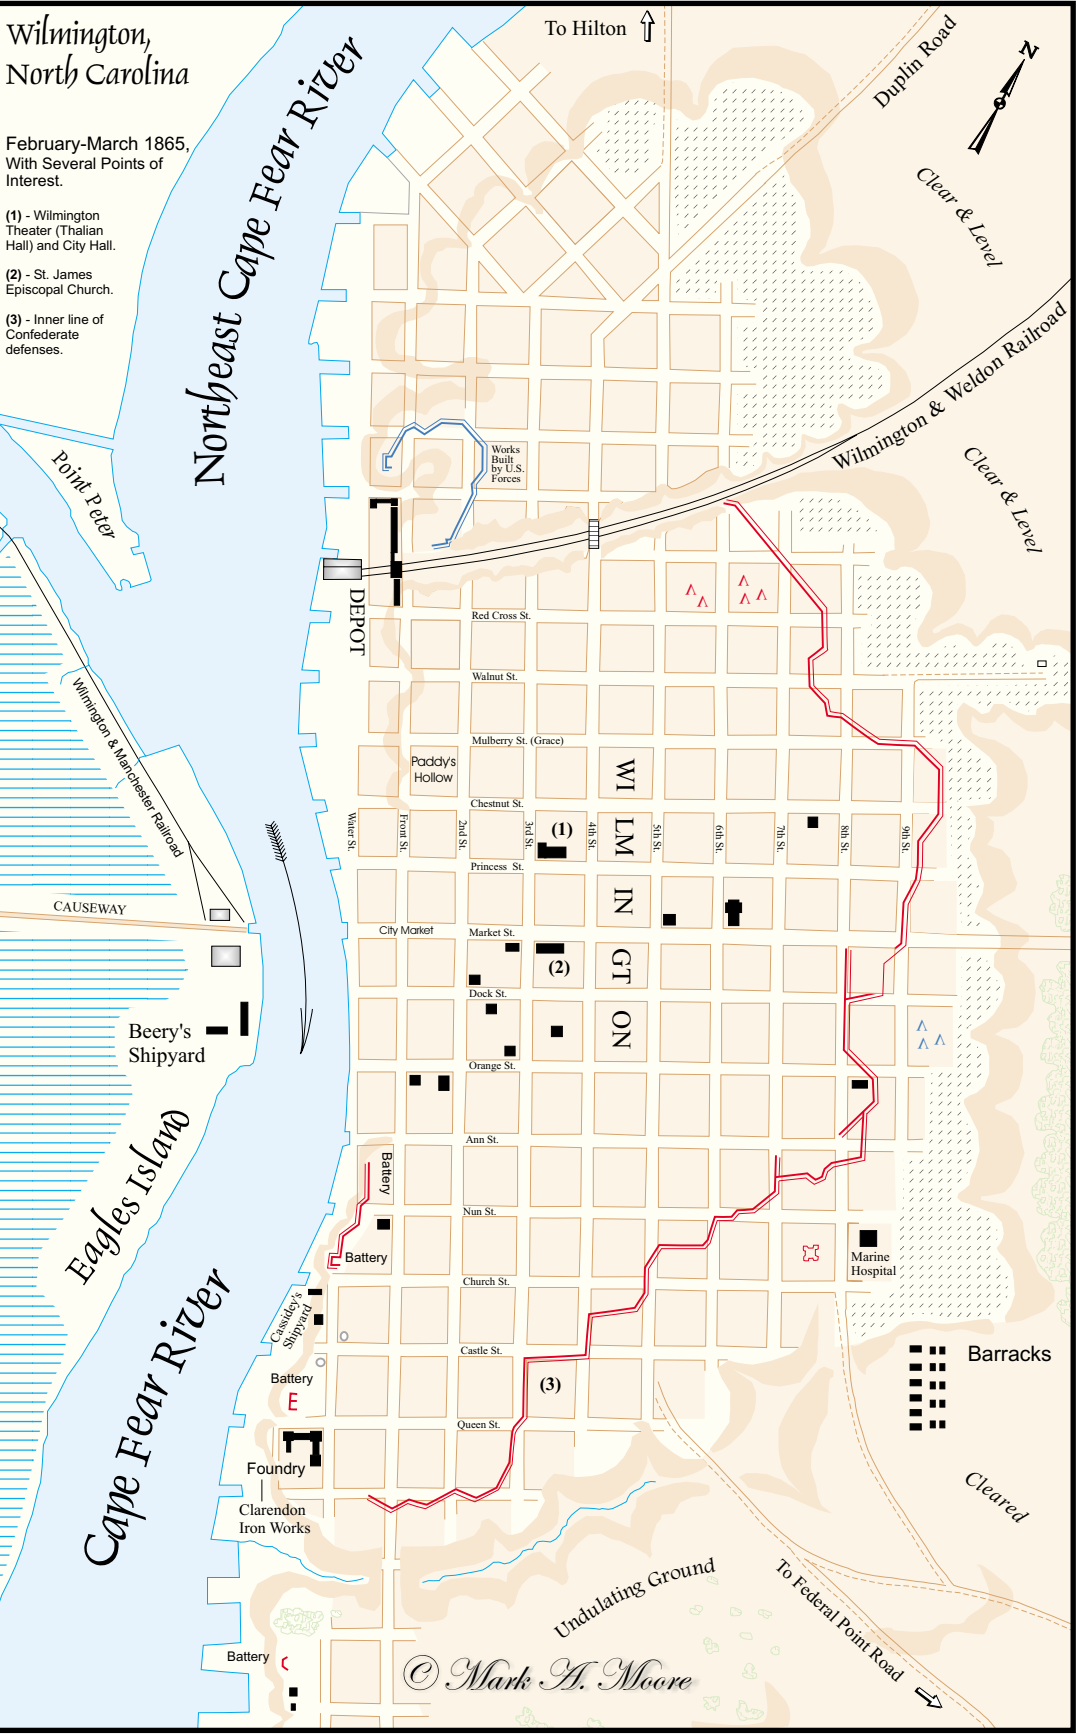 Wilmington,
North Carolina
February-March 1865,
With Several Points of
Interest.
(1) - Wilmington
Theater (Thalian
Hall) and City Hall.
(2) - St. James
Episcopal Church.
(3) - Inner line of
Confederate
defenses.
To Hilton
Duplin Road
N
Clear & Level
Northeast Cape Fear River
Wilmington & Weldon Railroad
Clear & Level
Point Peter
Works
Built
by U.S.
Forces
DEPOT
Red Cross St.
Walnut St.
Mulberry St. (Grace)
Paddy's
Hollow
Chestnut St.
Wilmington & Manchester Railroad
Water St.
Front St.
2nd St.
3rd St.
4th St.
5th St.
6th St.
7th St.
8th St.
9th St.
(1)
WI
LM
IN
GT
ON
Princess St.
CAUSEWAY
City Market
Market St.
(2)
Dock St.
Beery's
Shipyard
Orange St.
Eagles Island
Ann St.
Battery
Nun St.
Battery
Marine
Hospital
Church St.
Cassidey's
Shipyard
Castle St.
Barracks
Battery
(3)
Queen St.
Cape Fear River
Foundry
Clarendon
Iron Works
Cleared
Undulating Ground
To Federal Point Road
Battery
© Mark A. Moore